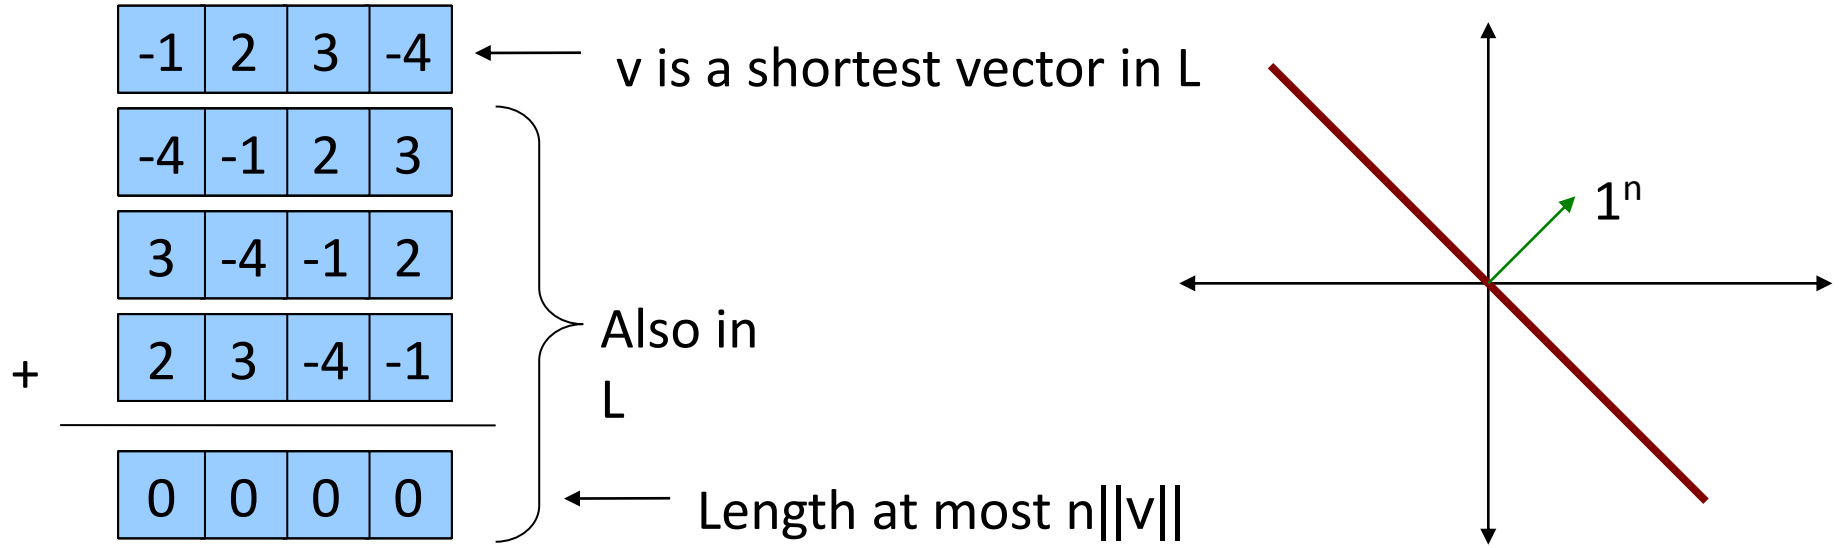 -1 2 3 -4
v is a shortest vector in L
-4 -1 2 3
3 -4 -1 2
1ⁿ
Also in
L
+
2 3 -4 -1
0 0 0 0
Length at most n||v||